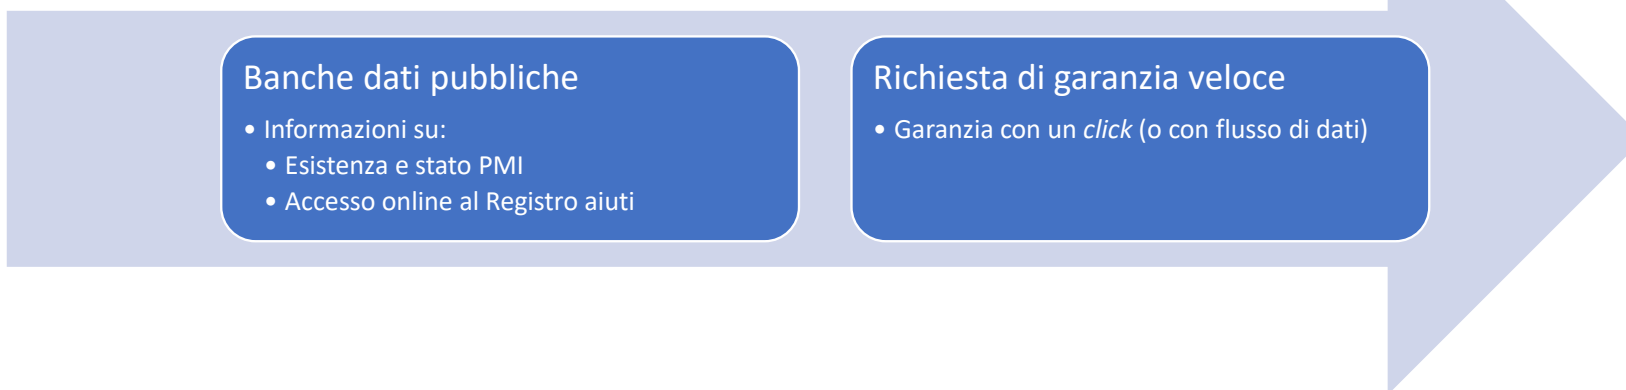 Banche dati pubbliche
• Informazioni su:
• Esistenza e stato PMI
• Accesso online al Registro aiuti
Richiesta di garanzia veloce
• Garanzia con un click (o con flusso di dati)